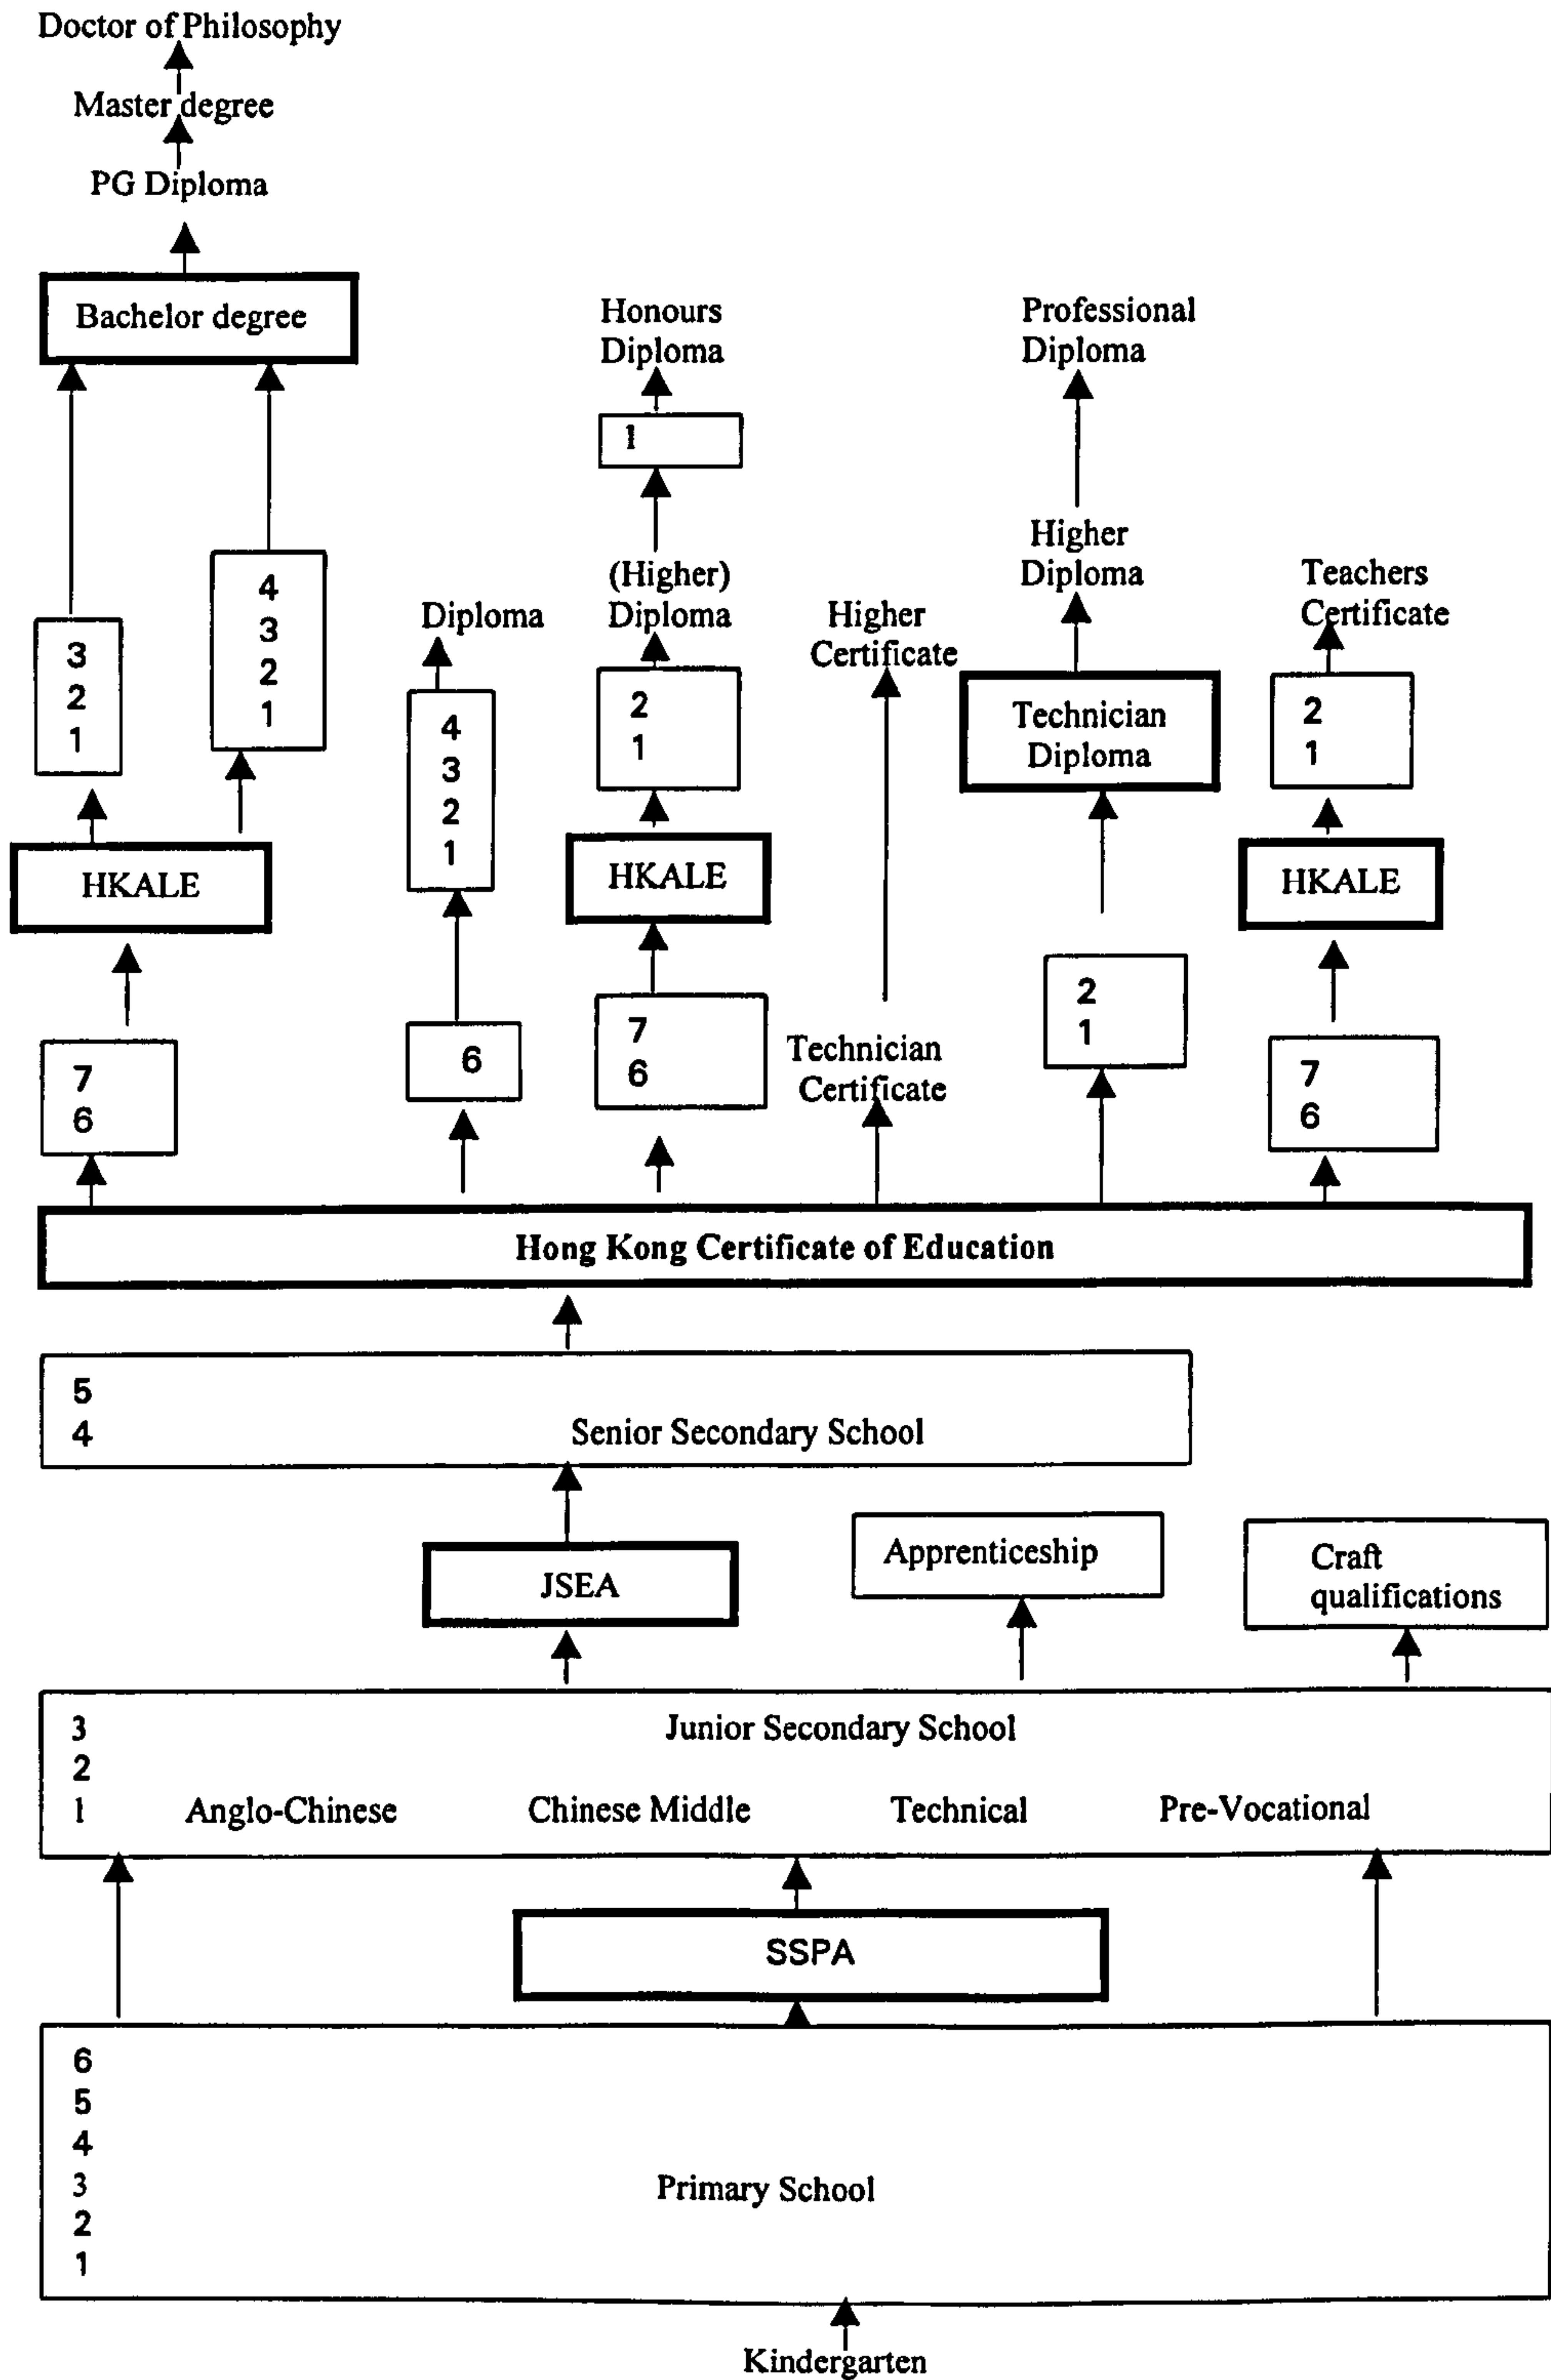 Doctor of Philosophy
Master degree
PG Diploma
Bachelor degree
Honours
Diploma
Professional
Diploma
1
4
3
2
1
3
2
1
Diploma
(Higher)
Diploma
Higher
Certificate
Higher
Diploma
Teachers
Certificate
4
3
2
1
2
1
Technician
Diploma
2
1
HKALE
HKALE
HKALE
7
6
6
7
6
Technician
Certificate
2
1
7
6
Hong Kong Certificate of Education
5
4
Senior Secondary School
JSEA
Apprenticeship
Craft
qualifications
3
Junior Secondary School
2
1
Anglo-Chinese
Chinese Middle
Technical
Pre-Vocational
SSPA
6
5
4
3
Primary School
2
1
Kindergarten